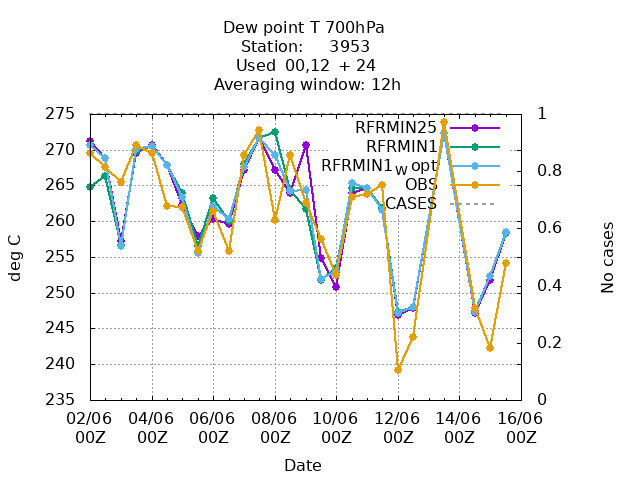 Dew point T 700hPa
Station: 3953
Used 00,12 + 24
Averaging window: 12h
275
270
265
260
255
250
245
240
235
1
0.8
0.6
0.4
0.2
0
RFRMIN25
RFRMIN1
RFRMIN1W opt
OBS
CASES
deg C
No cases
02/06 04/06 06/06 08/06 10/06 12/06 14/06 16/06
00Z 00Z 00Z 00Z 00Z 00Z 00Z 00Z
Date